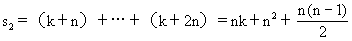 s₂ = （k+n）+⋯+（k+2n）=nk+n²+n(n−1)/2